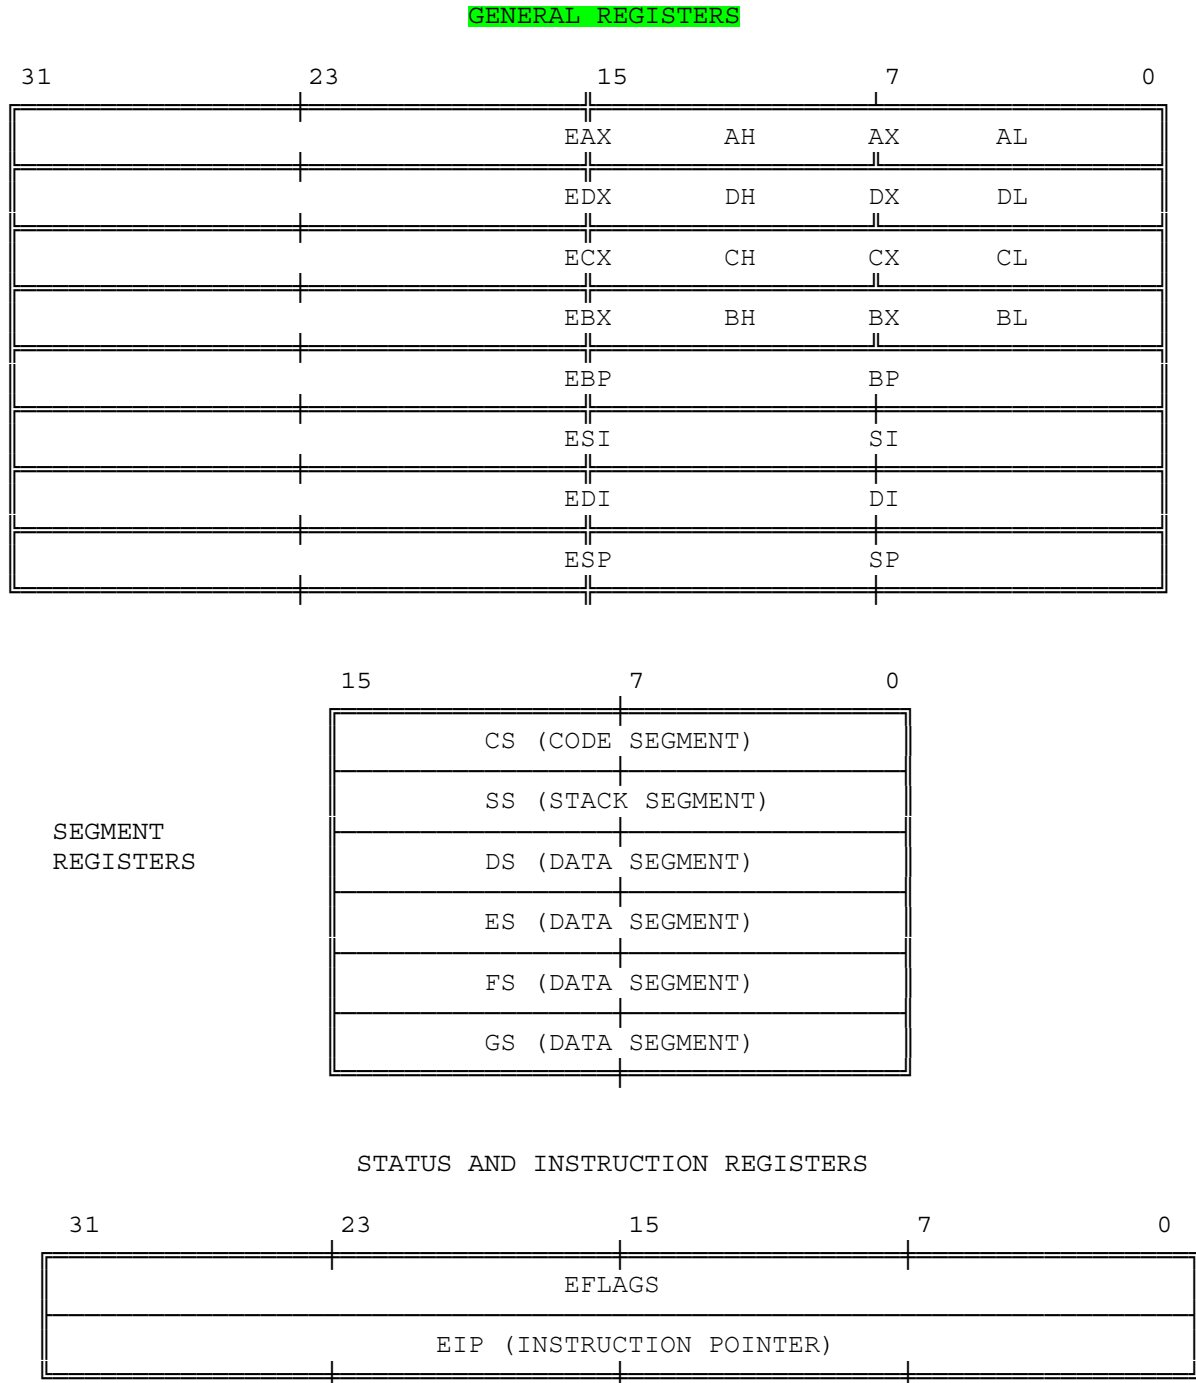 GENERAL REGISTERS
31 23 15 7 0
EAX AH AX AL
EDX DH DX DL
ECX CH CX CL
EBX BH BX BL
EBP BP
ESI SI
EDI DI
ESP SP
15 7 0
CS (CODE SEGMENT)
SS (STACK SEGMENT)
SEGMENT
REGISTERS DS (DATA SEGMENT)
ES (DATA SEGMENT)
FS (DATA SEGMENT)
GS (DATA SEGMENT)
STATUS AND INSTRUCTION REGISTERS
31 23 15 7 0
EFLAGS
EIP (INSTRUCTION POINTER)